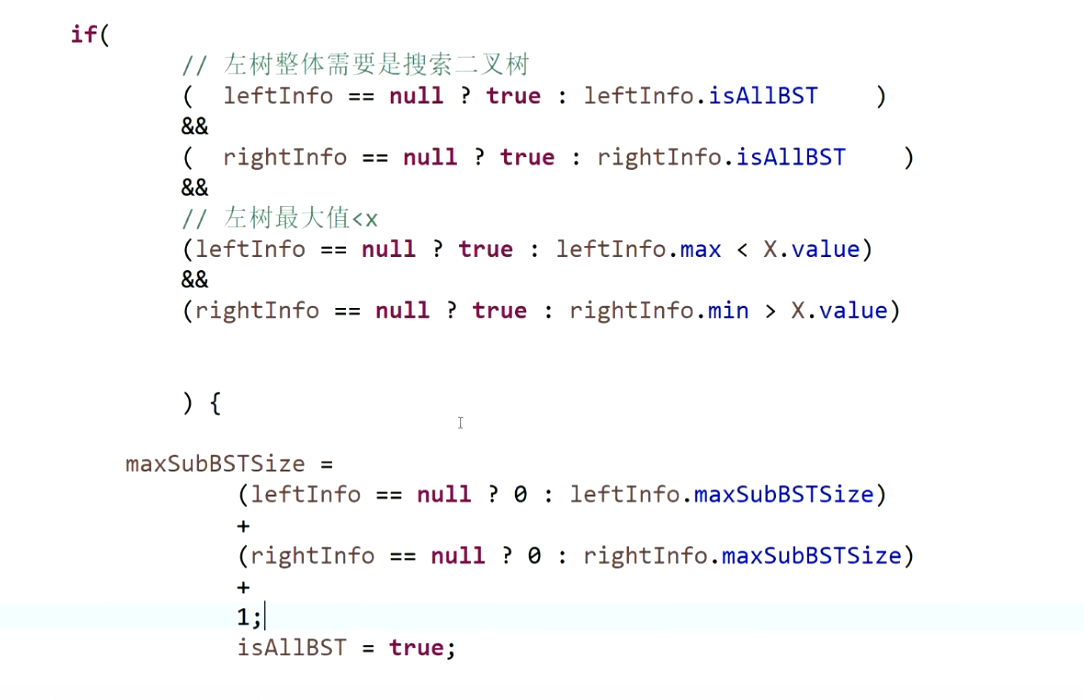 if(
// 左树整体需要是搜索二叉树
( leftInfo == null ? true : leftInfo.isAllBST )
&&
( rightInfo == null ? true : rightInfo.isAllBST )
&&
// 左树最大值<x
(leftInfo == null ? true : leftInfo.max < X.value)
&&
(rightInfo == null ? true : rightInfo.min > X.value)
) {
maxSubBSTSize =
(leftInfo == null ? 0 : leftInfo.maxSubBSTSize)
+
(rightInfo == null ? 0 : rightInfo.maxSubBSTSize)
+
1;
isAllBST = true;